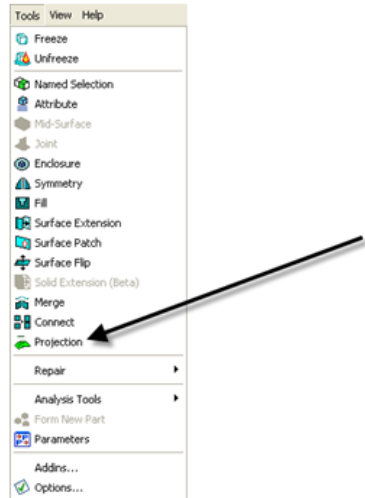 Tools View Help
Freeze
Unfreeze
Named Selection
Attribute
Mid-Surface
Joint
Enclosure
Symmetry
Fill
Surface Extension
Surface Patch
Surface Flip
Solid Extension (Beta)
Merge
Connect
Projection
Repair
Analysis Tools
Form New Part
Parameters
Addins...
Options...